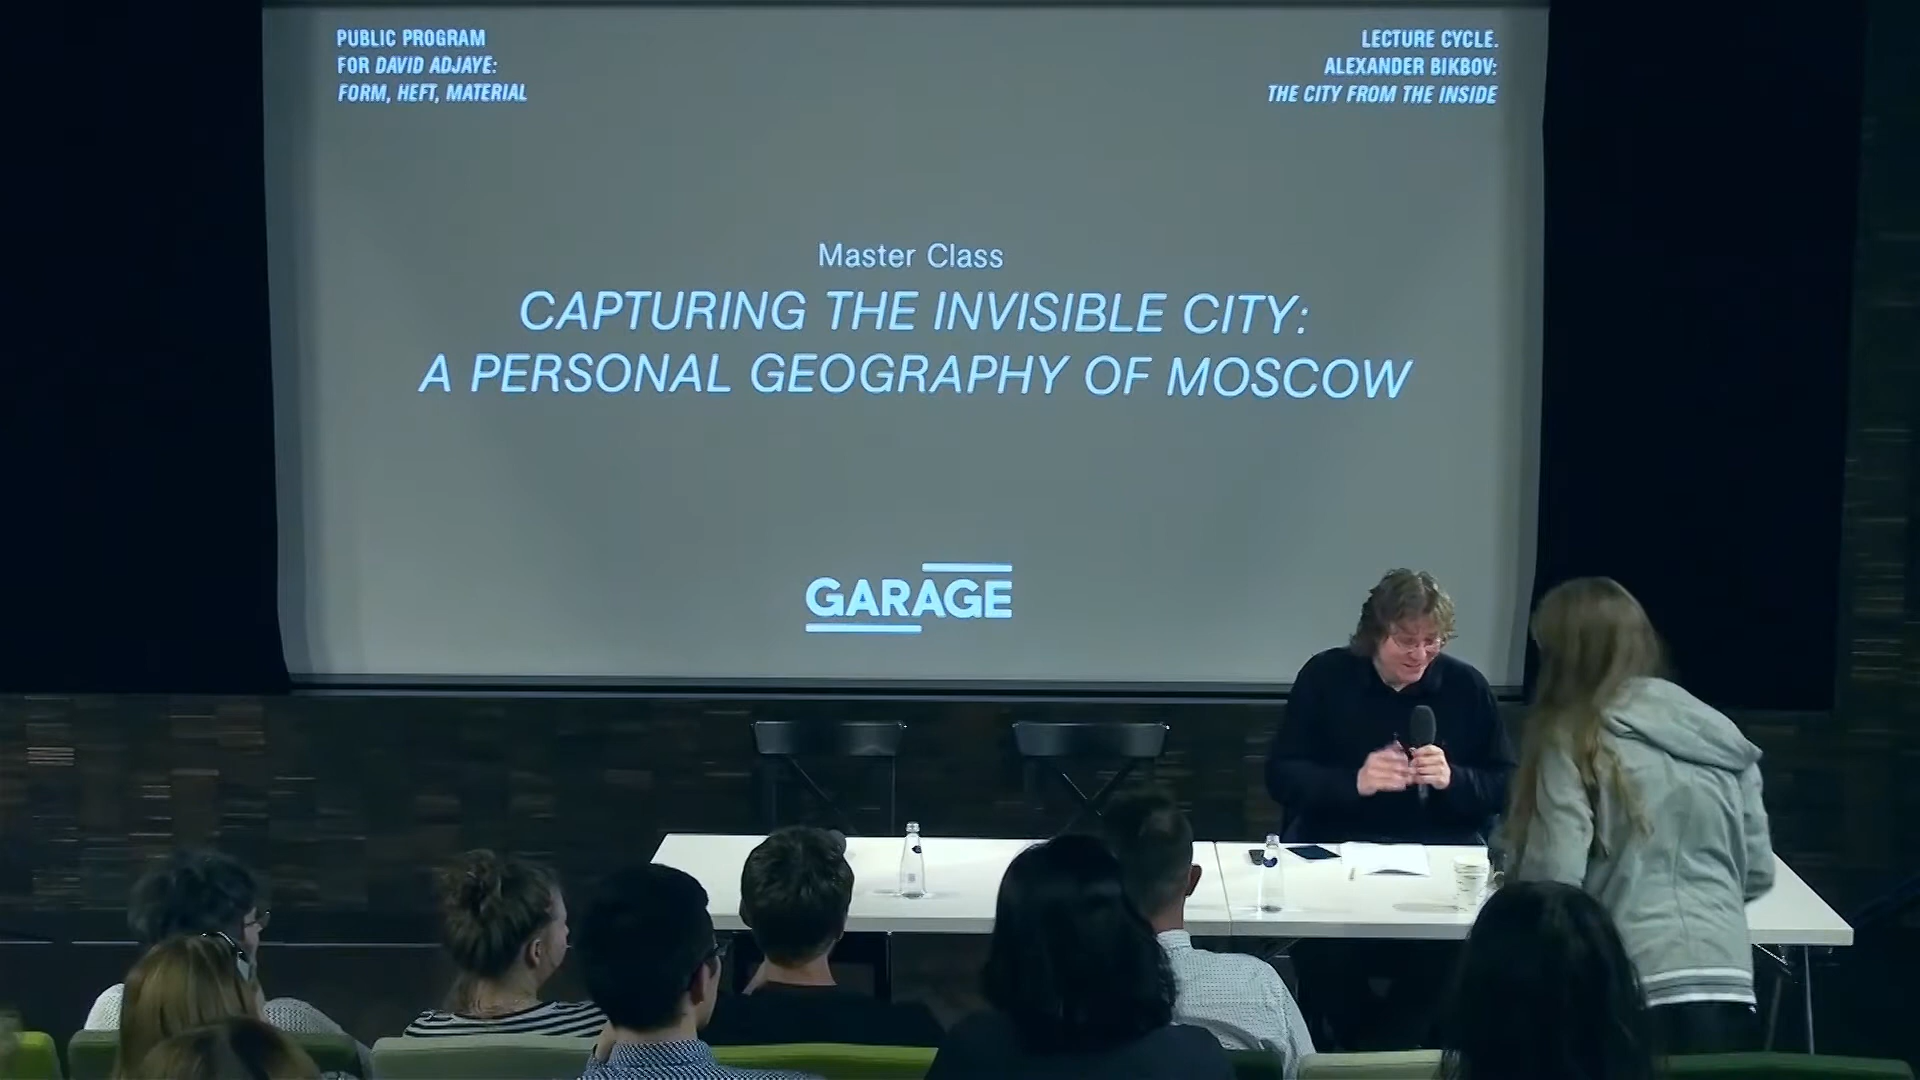 PUBLIC PROGRAM
FOR DAVID ADJAYE:
FORM, HEFT, MATERIAL
LECTURE CYCLE.
ALEXANDER BIKBOV:
THE CITY FROM THE INSIDE
Master Class
CAPTURING THE INVISIBLE CITY:
A PERSONAL GEOGRAPHY OF MOSCOW
GARAGE